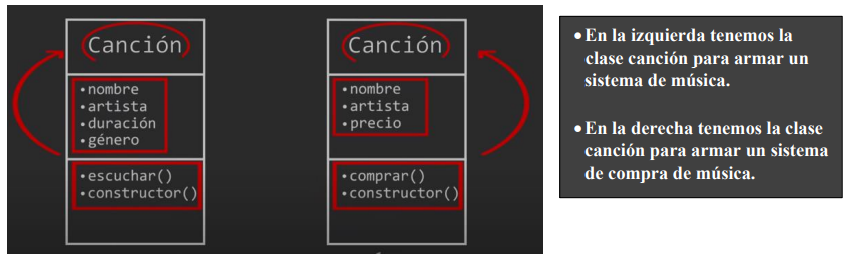 Canción
•nombre
•artista
•duración
•género
•escuchar()
•constructor()
Canción
•nombre
•artista
•precio
•comprar()
•constructor()
• En la izquierda tenemos la
clase canción para armar un
sistema de música.
• En la derecha tenemos la clase
canción para armar un sistema
de compra de música.